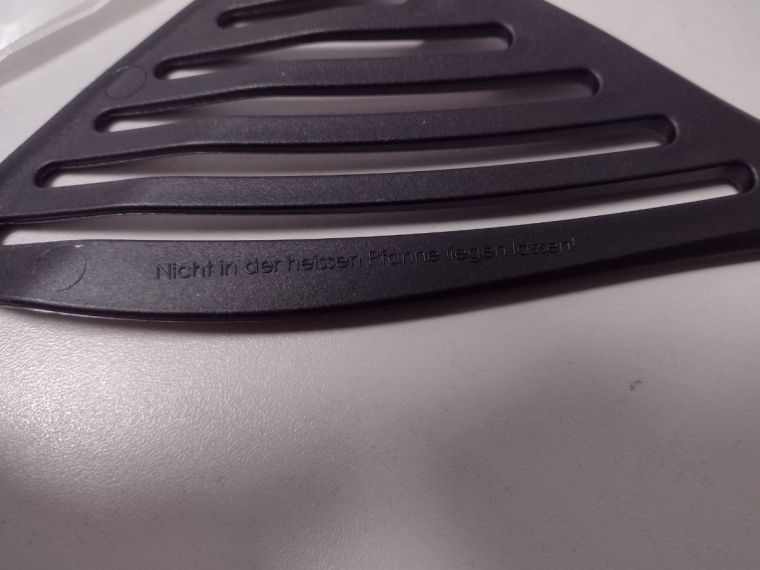 Nicht in der heissen Pfanne liegen lassen!